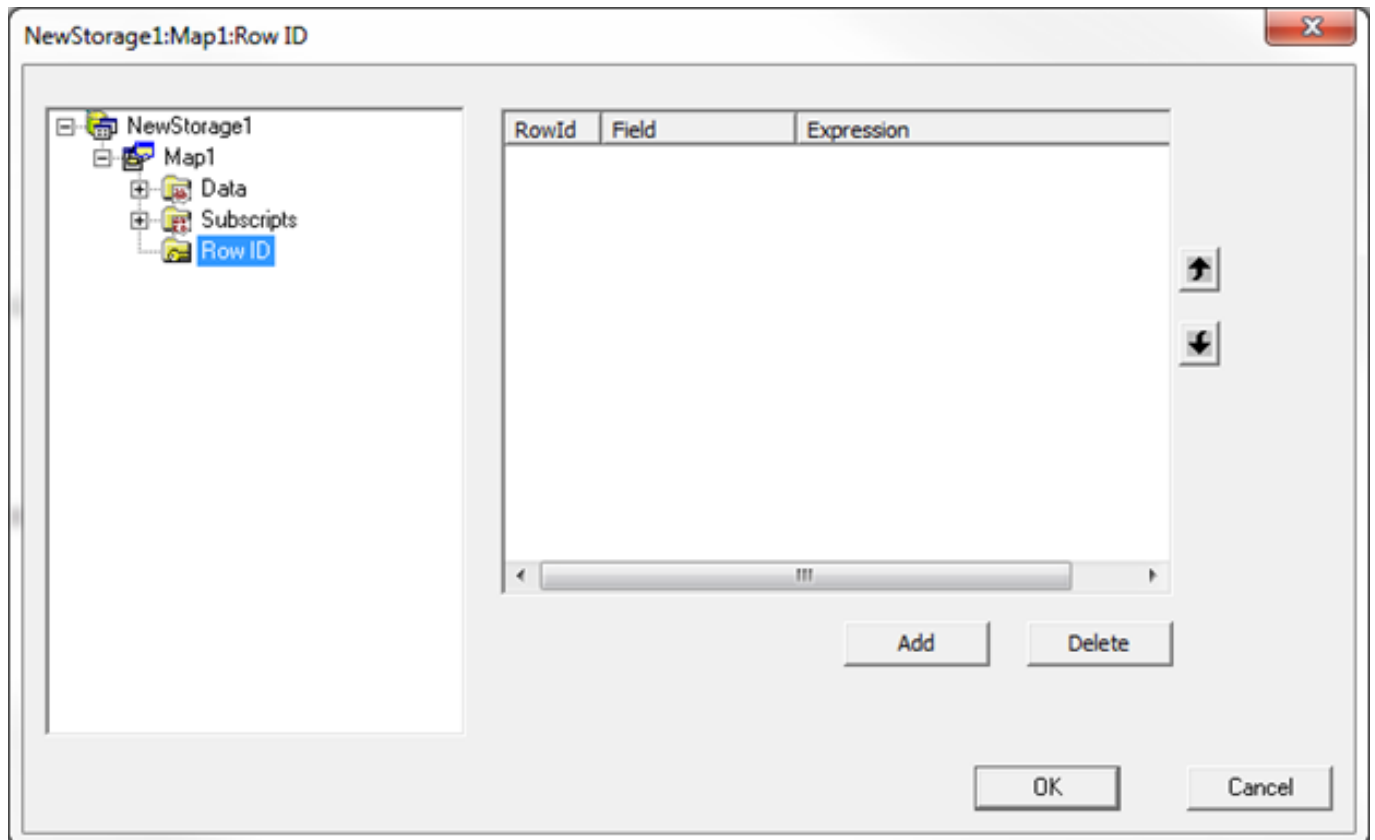 NewStorage1:Map1:Row ID
NewStorage1
Map1
Data
Subscripts
Row ID
RowId Field Expression
Add Delete
OK Cancel